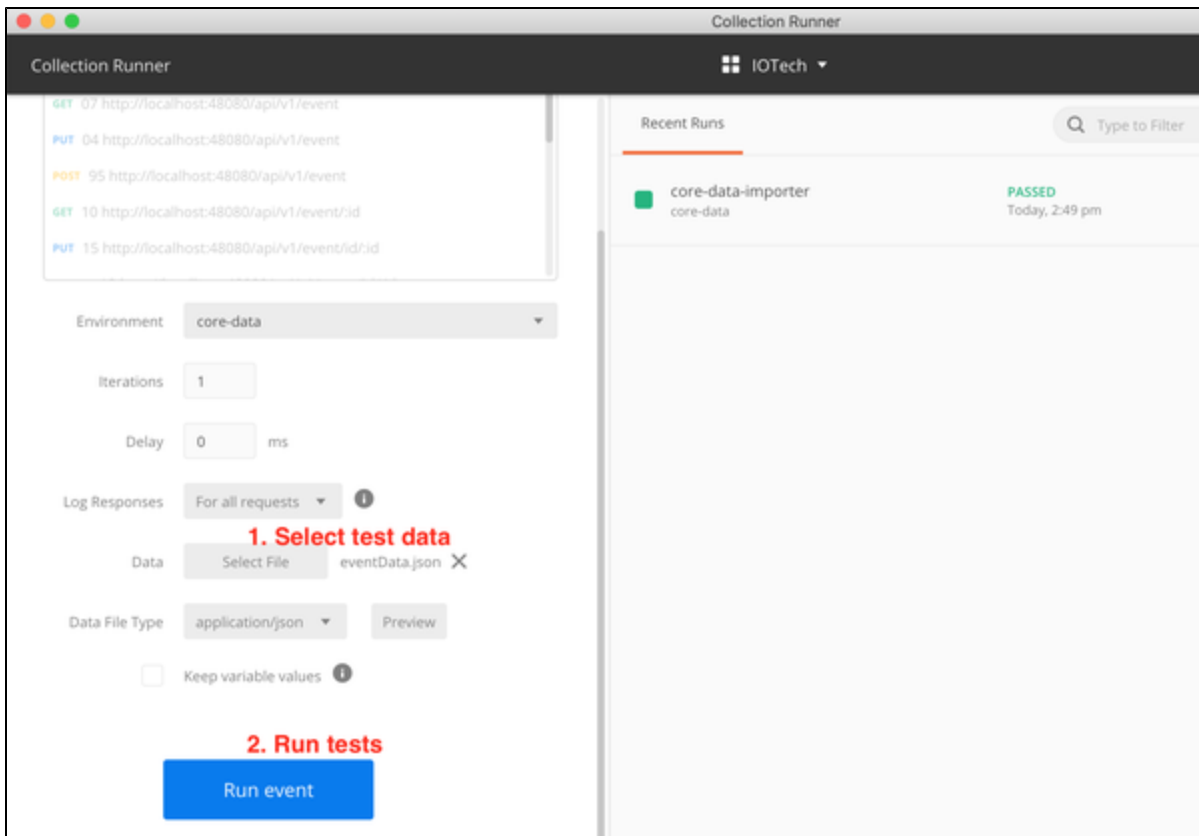 Collection Runner
Collection Runner
IOTech
GET 07 http://localhost:48080/api/v1/event
PUT 04 http://localhost:48080/api/v1/event
POST 95 http://localhost:48080/api/v1/event
GET 10 http://localhost:48080/api/v1/event/:id
PUT 15 http://localhost:48080/api/v1/event/id/:id
Environment core-data
Iterations 1
Delay 0 ms
Log Responses For all requests
1. Select test data
Data Select File eventData.json
Data File Type application/json Preview
Keep variable values
2. Run tests
Run event
Recent Runs
Type to Filter
core-data-importer PASSED
core-data Today, 2:49 pm